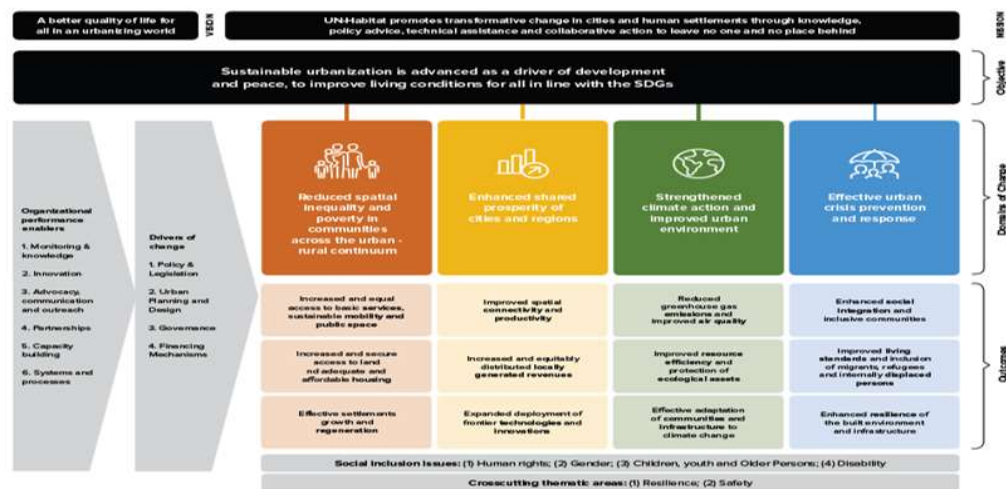 A better quality of life for
all in an urbanizing world
VISION
UN-Habitat promotes transformative change in cities and human settlements through knowledge,
policy advice, technical assistance and collaborative action to leave no one and no place behind
MISSION
Sustainable urbanization is advanced as a driver of development
and peace, to improve living conditions for all in line with the SDGs
Objective
Organizational
performance
enablers
1. Monitoring &
knowledge
2. Innovation
3. Advocacy,
communication
and outreach
4. Partnerships
5. Capacity
building
6. Systems and
processes
Drivers of
change
1. Policy &
Legislation
2. Urban
Planning and
Design
3. Governance
4. Financing
Mechanisms
Reduced spatial
inequality and
poverty in
communities
across the urban -
rural continuum
Enhanced shared
prosperity of
cities and regions
Strengthened
climate action and
improved urban
environment
Effective urban
crisis prevention
and response
Domains of Change
Increased and equal
access to basic services,
sustainable mobility and
public space
Improved spatial
connectivity and
productivity
Reduced
greenhouse gas
emissions and
improved air quality
Enhanced social
Integration and
inclusive communities
Increased and secure
access to land
nd adequate and
affordable housing
Increased and equitably
distributed locally
generated revenues
Improved resource
efficiency and
protection of
ecological assets
Improved living
standards and inclusion
of migrants, refugees
and internally displaced
persons
Effective settlements
growth and
regeneration
Expanded deployment of
frontier technologies and
innovations
Effective adaptation
of communities and
Infrastructure to
climate change
Enhanced resilience of
the built environment
and infrastructure
Outcome
Social inclusion issues: (1) Human rights; (2) Gender; (3) Children, youth and Older Persons; (4) Disability
Crosscutting thematic areas: (1) Resilience; (2) Safety